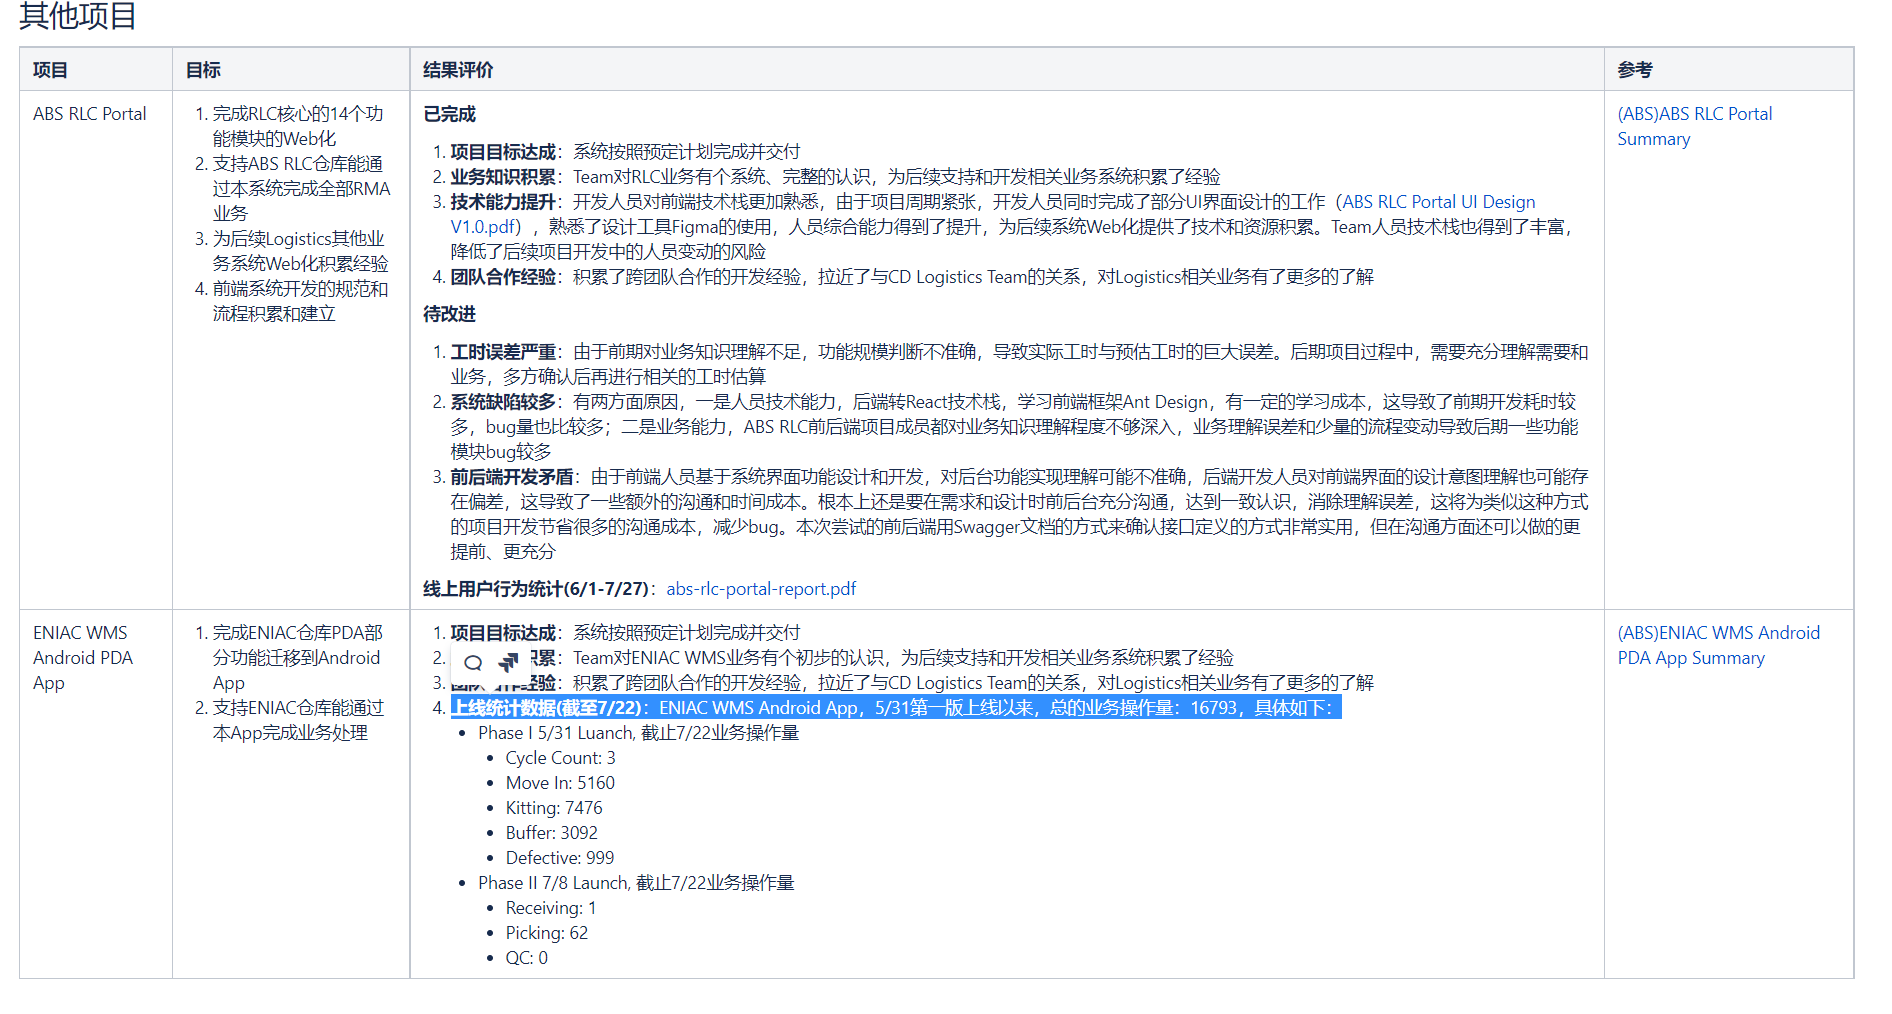 其他项目
项目
目标
结果评价
参考
ABS RLC Portal
1. 完成RLC核心的14个功
能模块的Web化
2. 支持ABS RLC仓库能通
过本系统完成全部RMA
业务
3. 为后续Logistics其他业
务系统Web化积累经验
4. 前端系统开发的规范和
流程积累和建立
已完成
1. 项目目标达成：系统按照预定计划完成并交付
2. 业务知识积累：Team对RLC业务有个系统、完整的认识，为后续支持和开发相关业务系统积累了经验
3. 技术能力提升：开发人员对前端技术栈更加熟悉，由于项目周期紧张，开发人员同时完成了部分UI界面设计的工作（ABS RLC Portal UI Design
V1.0.pdf），熟悉了设计工具Figma的使用，人员综合能力得到了提升，为后续系统Web化提供了技术和资源积累。Team人员技术栈也得到了丰富，
降低了后续项目开发中的人员变动的风险
4. 团队合作经验：积累了跨团队合作的开发经验，拉近了与CD Logistics Team的关系，对Logistics相关业务有了更多的了解
待改进
1. 工时误差严重：由于前期对业务知识理解不足，功能规模判断不准确，导致实际工时与预估工时的巨大误差。后期项目过程中，需要充分理解需要和
业务，多方确认后再进行相关的工时估算
2. 系统缺陷较多：有两方面原因，一是人员技术能力，后端转React技术栈，学习前端框架Ant Design，有一定的学习成本，这导致了前期开发耗时较
多，bug量也比较多；二是业务能力，ABS RLC前后端项目成员都对业务知识理解程度不够深入，业务理解误差和少量的流程变动导致后期一些功能
模块bug较多
3. 前后端开发矛盾：由于前端人员基于系统界面功能设计和开发，对后台功能实现理解可能不准确，后端开发人员对前端界面的设计意图理解也可能存
在偏差，这导致了一些额外的沟通和时间成本。根本上还是要在需求和设计时前后台充分沟通，达到一致认识，消除理解误差，这将为类似这种方式
的项目开发节省很多的沟通成本，减少bug。本次尝试的前后端用Swagger文档的方式来确认接口定义的方式非常实用，但在沟通方面还可以做的更
提前、更充分
线上用户行为统计(6/1-7/27)：abs-rlc-portal-report.pdf
(ABS)ABS RLC Portal
Summary
ENIAC WMS
Android PDA
App
1. 完成ENIAC仓库PDA部
分功能迁移到Android
App
2. 支持ENIAC仓库能通过
本App完成业务处理
1. 项目目标达成：系统按照预定计划完成并交付
2. 积累：Team对ENIAC WMS业务有个初步的认识，为后续支持和开发相关业务系统积累了经验
3. 经验：积累了跨团队合作的开发经验，拉近了与CD Logistics Team的关系，对Logistics相关业务有了更多的了解
4. 上线统计数据(截至7/22)：ENIAC WMS Android App，5/31第一版上线以来，总的业务操作量：16793，具体如下：
• Phase I 5/31 Luanch, 截止7/22业务操作量
• Cycle Count: 3
• Move In: 5160
• Kitting: 7476
• Buffer: 3092
• Defective: 999
• Phase II 7/8 Launch, 截止7/22业务操作量
• Receiving: 1
• Picking: 62
• QC: 0
(ABS)ENIAC WMS Android
PDA App Summary